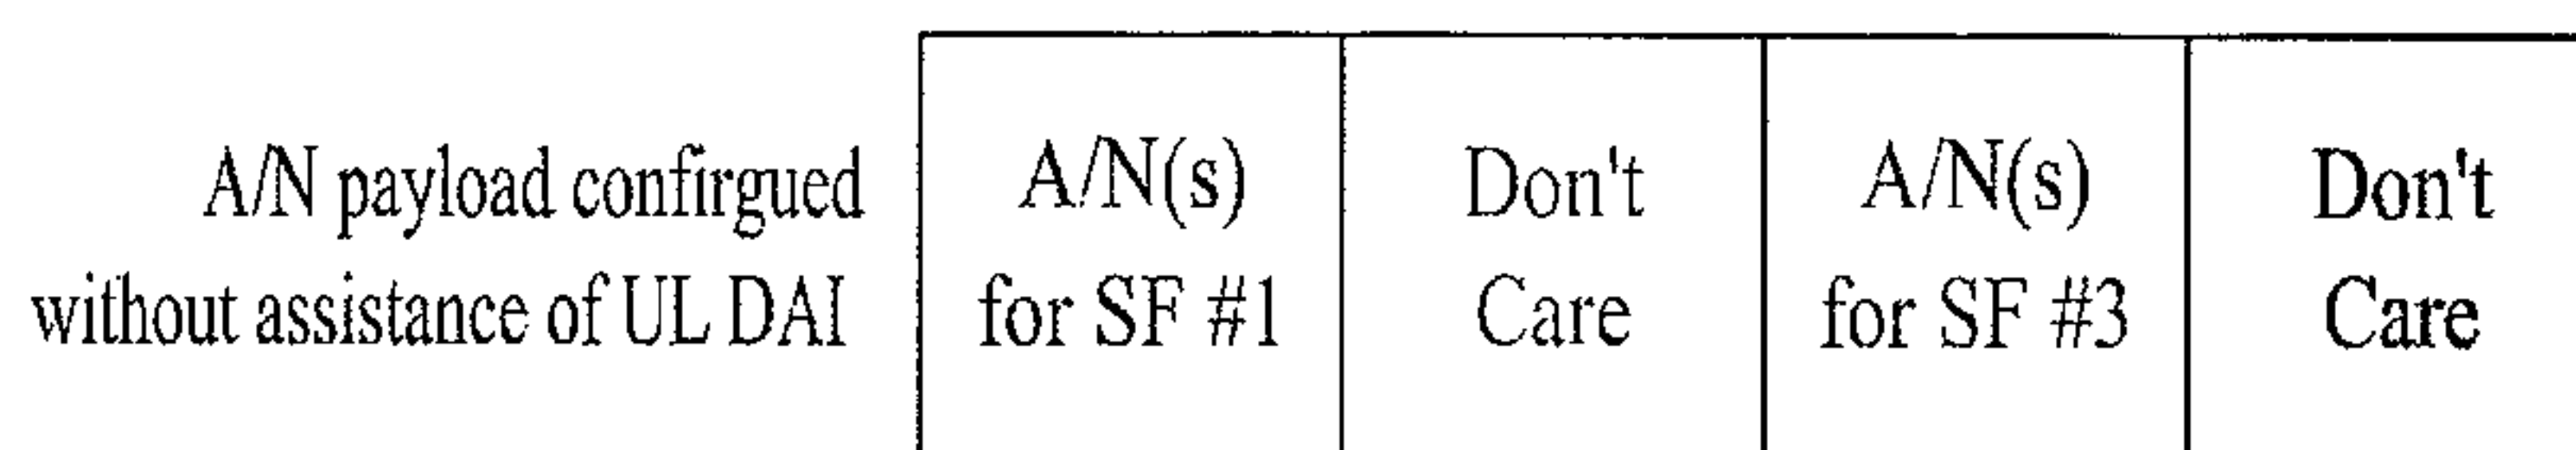 A/N payload confirgued
without assistance of UL DAI
A/N(s)
for SF #1
Don't
Care
A/N(s)
for SF #3
Don't
Care